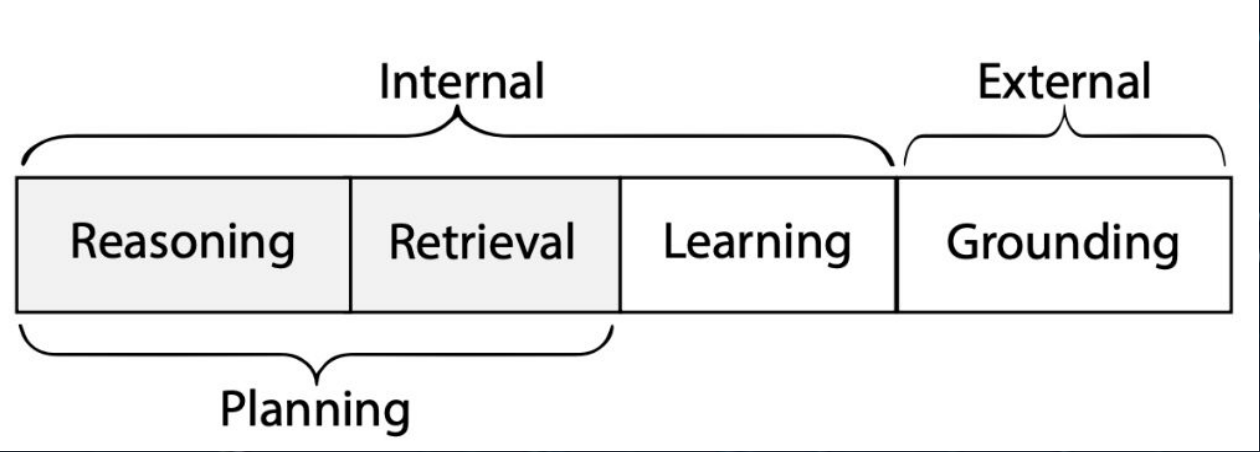 Internal External
Reasoning Retrieval Learning Grounding
Planning